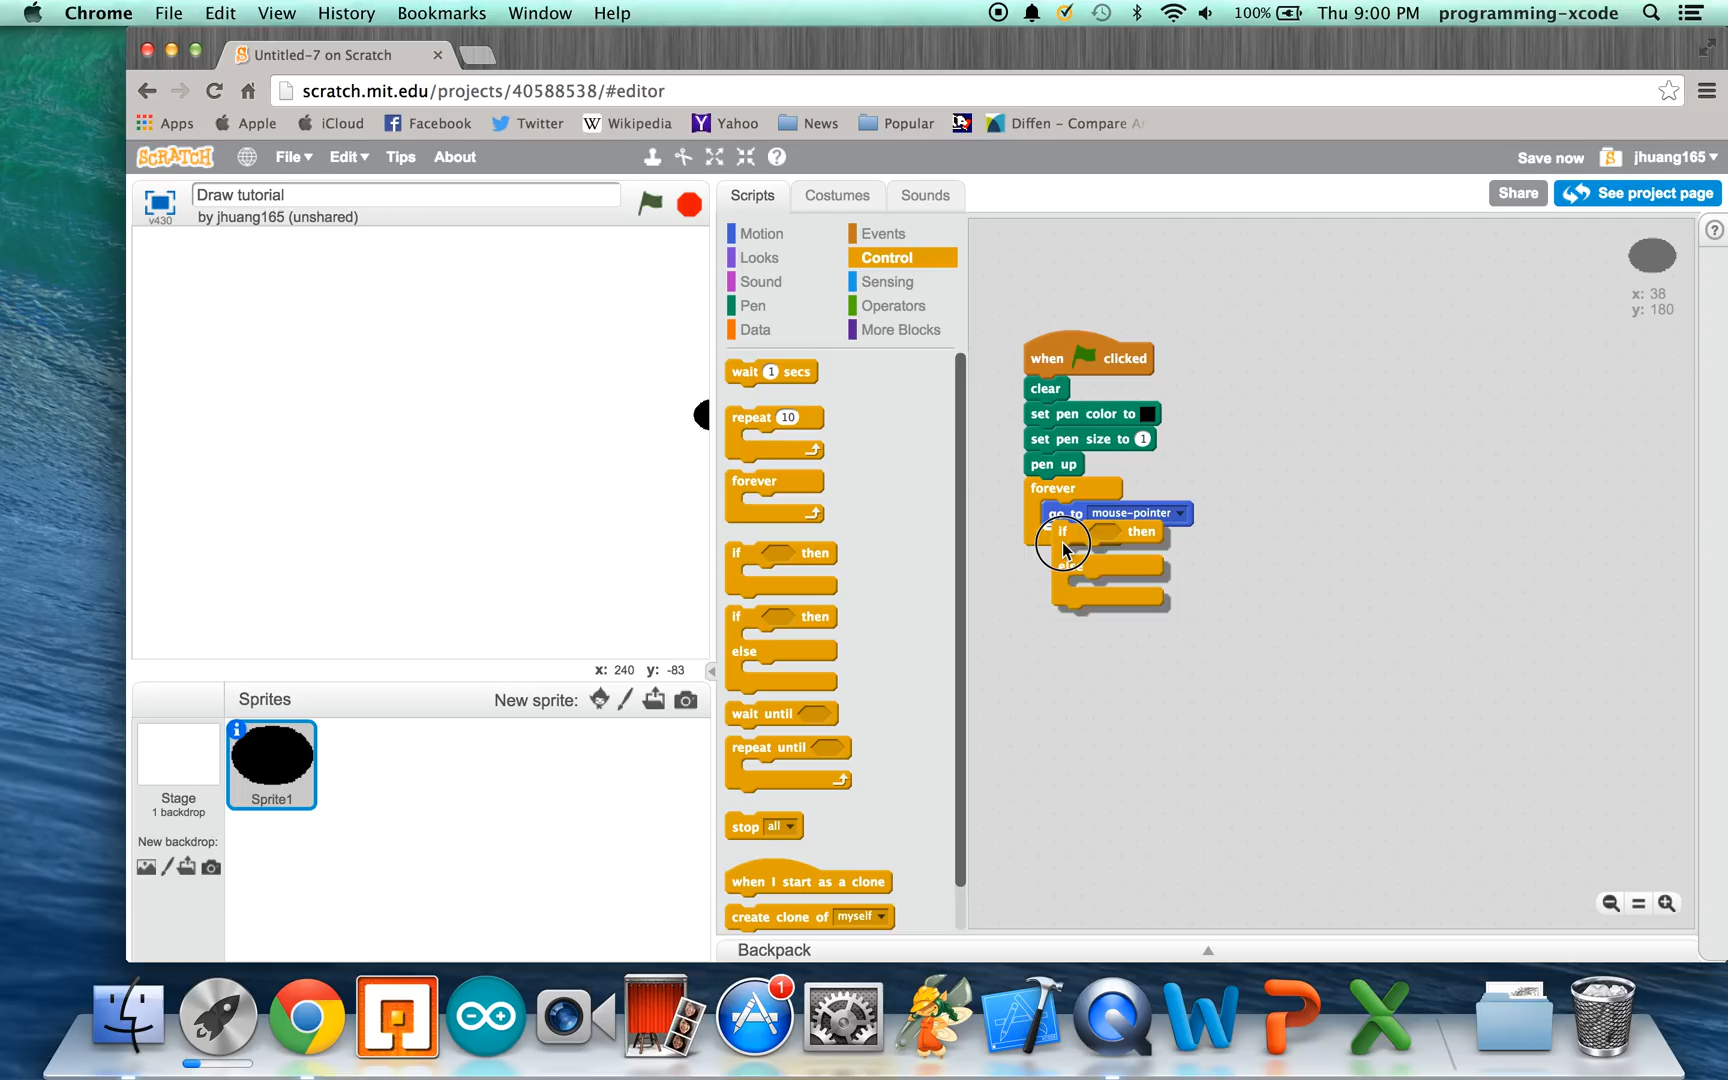 Chrome File Edit View History Bookmarks Window Help 100% Thu 9:00 PM programming-xcode
Untitled-7 on Scratch
scratch.mit.edu/projects/40588538/#editor
Apps Apple iCloud Facebook Twitter Wikipedia Yahoo News Popular Diffen - Compare
SCRATCH File Edit Tips About Save now jhuang165
Draw tutorial
by jhuang165 (unshared)
v430
Scripts Costumes Sounds Share See project page
Motion Events
Looks Control
Sound Sensing
Pen Operators
Data More Blocks
wait 1 secs
repeat 10
forever
if then
if then
else
wait until
repeat until
stop all
when I start as a clone
create clone of myself
when clicked
clear
set pen color to
set pen size to 1
pen up
forever
go to mouse-pointer
if then
else
x: 38
y: 180
x: 240 y: -83
Sprites New sprite:
Stage
1 backdrop
New backdrop:
Sprite1
Backpack
1